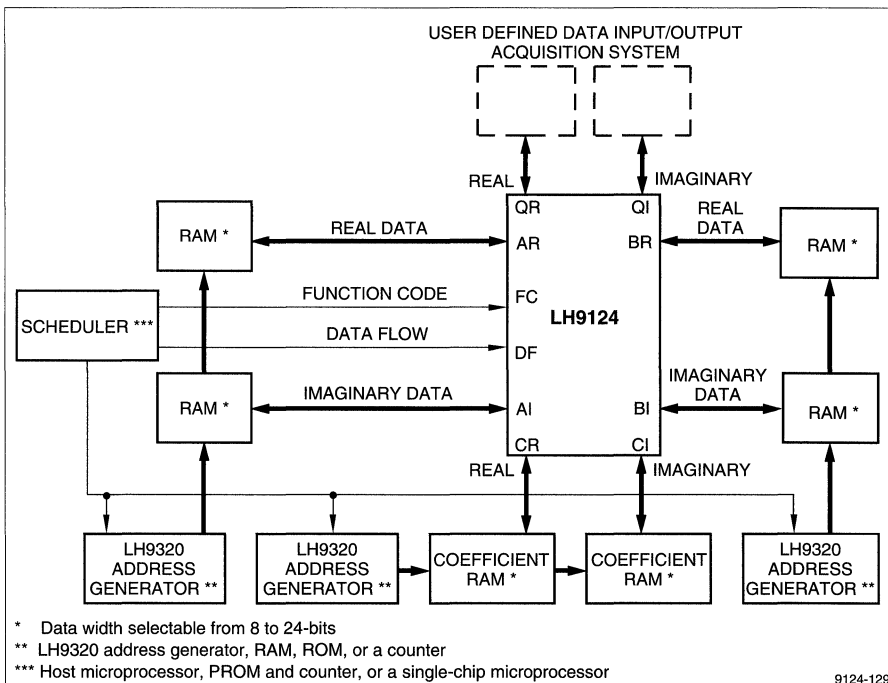 USER DEFINED DATA INPUT/OUTPUT
ACQUISITION SYSTEM
REAL
IMAGINARY
QR
QI
RAM *
REAL DATA
AR
BR
REAL
DATA
RAM *
SCHEDULER ***
FUNCTION CODE
FC
LH9124
DATA FLOW
DF
RAM *
IMAGINARY DATA
AI
BI
IMAGINARY
DATA
RAM *
CR
CI
REAL
IMAGINARY
LH9320
ADDRESS
GENERATOR **
LH9320
ADDRESS
GENERATOR **
COEFFICIENT
RAM *
COEFFICIENT
RAM *
LH9320
ADDRESS
GENERATOR **
* Data width selectable from 8 to 24-bits
** LH9320 address generator, RAM, ROM, or a counter
*** Host microprocessor, PROM and counter, or a single-chip microprocessor
9124-129